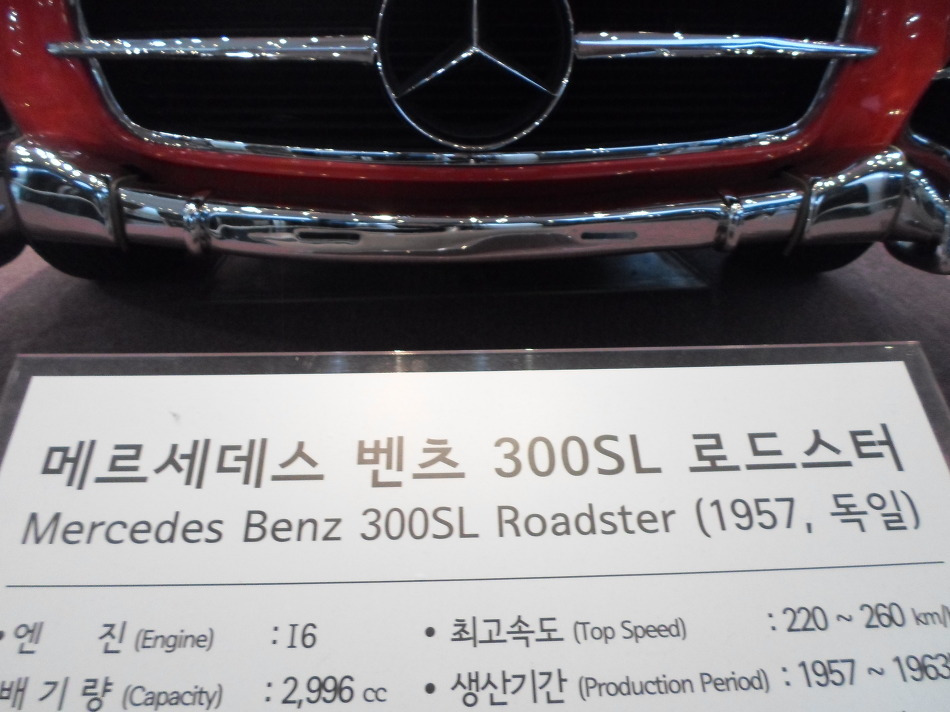 메르세데스 벤츠 300SL 로드스터
Mercedes Benz 300SL Roadster (1957, 독일)
• 엔 진 (Engine) : I6 • 최고속도 (Top Speed) : 220 ~ 260 km/
배 기 량 (Capacity) : 2,996 cc • 생산기간 (Production Period) : 1957 ~ 1963